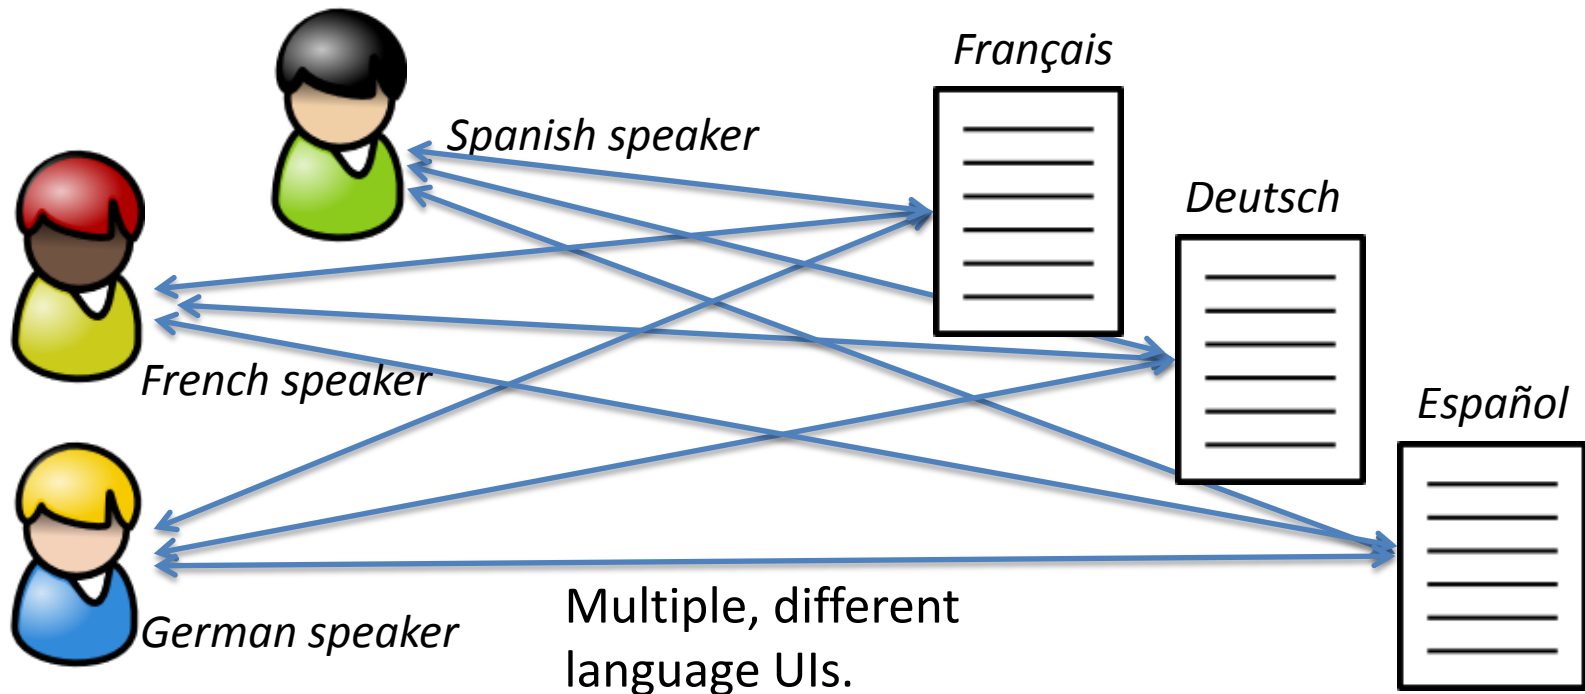 Français
Spanish speaker
Deutsch
French speaker
Español
German speaker
Multiple, different
language UIs.